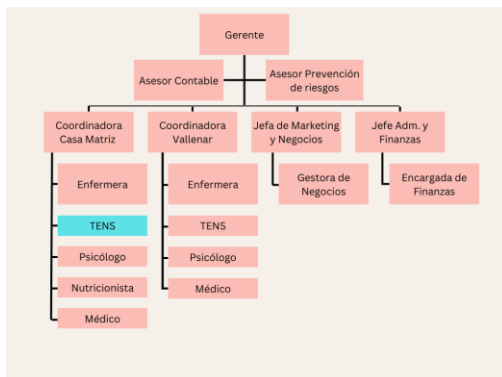 Gerente
Asesor Contable
Asesor Prevención
de riesgos
Coordinadora
Casa Matriz
Coordinadora
Vallenar
Jefa de Marketing
y Negocios
Jefe Adm. y
Finanzas
Enfermera
TENS
Psicólogo
Nutricionista
Médico
Enfermera
TENS
Psicólogo
Médico
Gestora de
Negocios
Encargada de
Finanzas